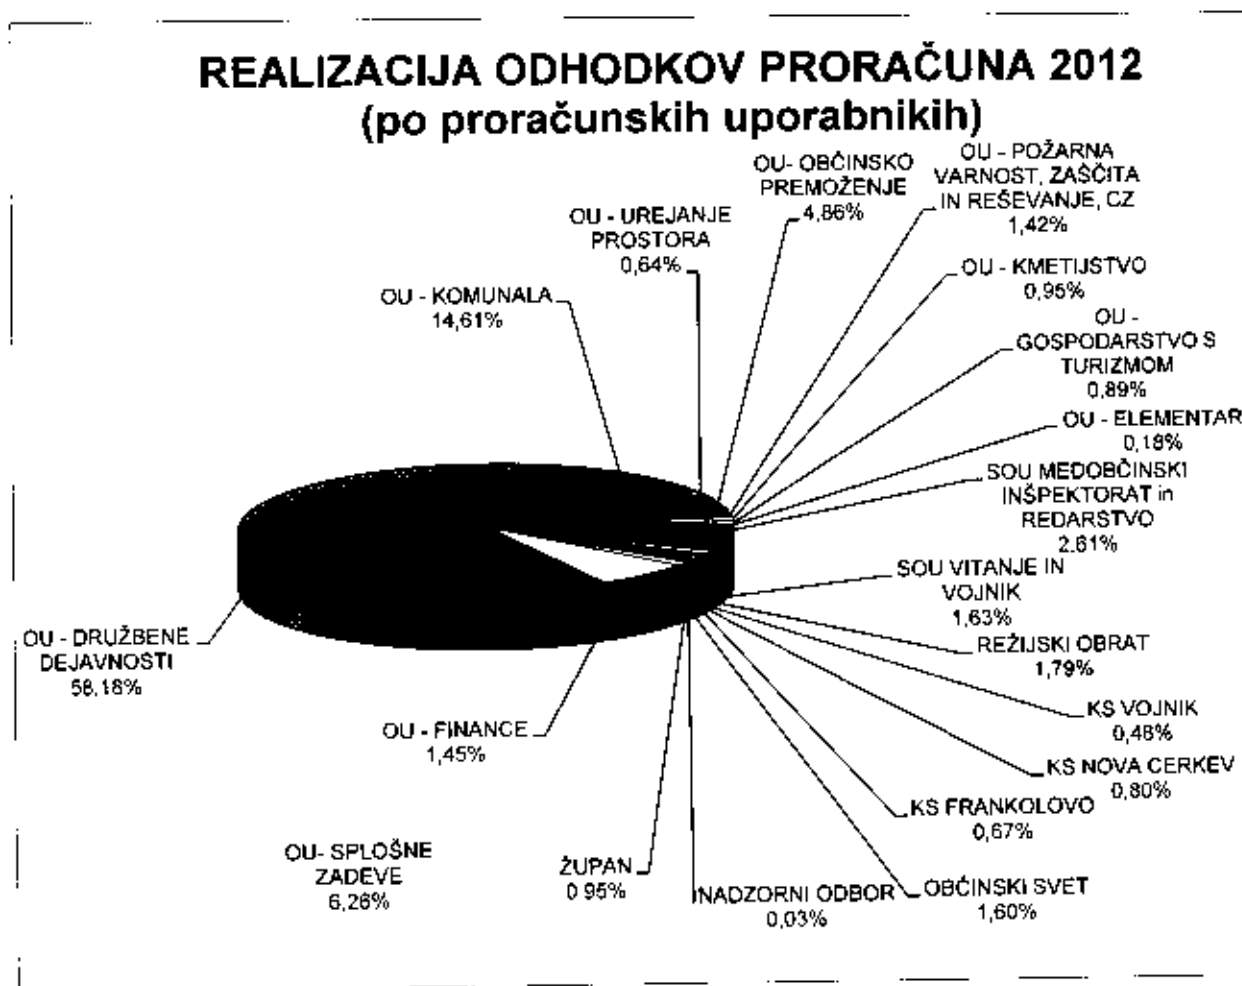 REALIZACIJA ODHODKOV PRORAČUNA 2012
(po proračunskih uporabnikih)
OU- OBČINSKO
PREMOŽENJE
4,86%
OU - POŽARNA
VARNOST, ZAŠČITA
IN REŠEVANJE, CZ
1,42%
OU - UREJANJE
PROSTORA
0,64%
OU - KMETIJSTVO
0,95%
OU - KOMUNALA
14,61%
OU -
GOSPODARSTVO S
TURIZMOM
0,89%
OU - ELEMENTAR
0,18%
SOU MEDOBČINSKI
INŠPEKTORAT in
REDARSTVO
2.61%
SOU VITANJE IN
VOJNIK
1,63%
OU - DRUŽBENE
DEJAVNOSTI
58,18%
REŽIJSKI OBRAT
1,79%
KS VOJNIK
0,48%
OU - FINANCE
1,45%
KS NOVA CERKEV
0,80%
KS FRANKOLOVO
0,67%
OU- SPLOŠNE
ZADEVE
6,26%
ŽUPAN
0 95%
NADZORNI ODBOR
0,03%
OBČINSKI SVET
1,60%